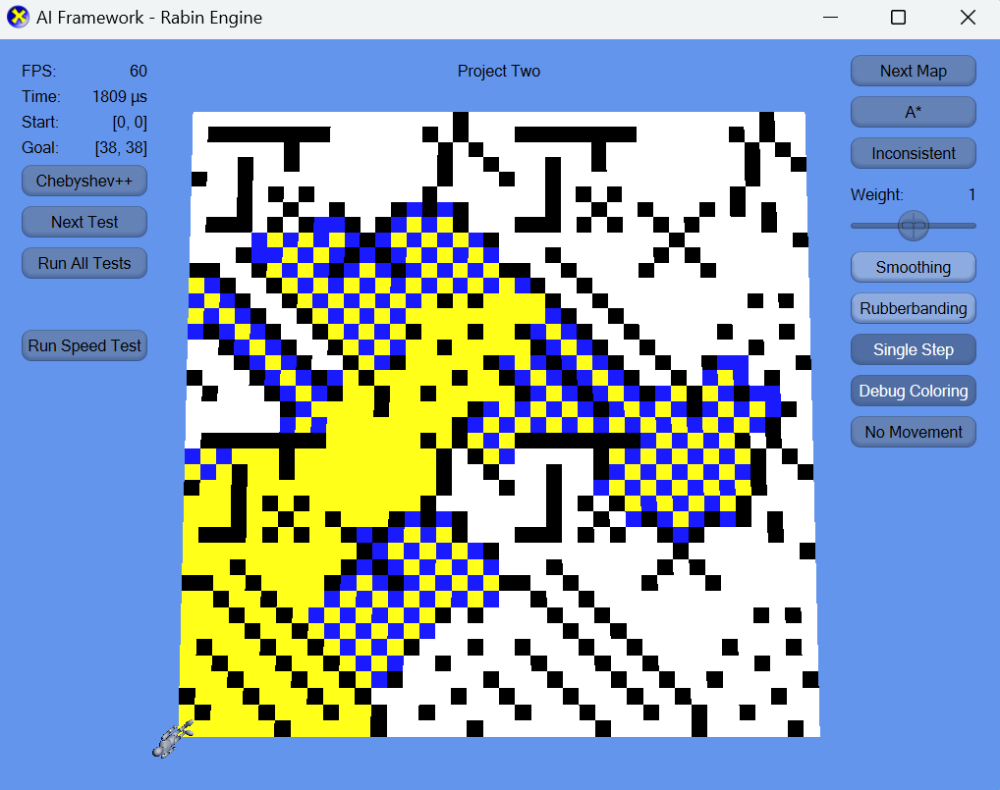 AI Framework - Rabin Engine
FPS: 60
Time: 1809 µs
Start: [0, 0]
Goal: [38, 38]
Chebyshev++
Next Test
Run All Tests
Run Speed Test
Project Two
Next Map
A*
Inconsistent
Weight: 1
Smoothing
Rubberbanding
Single Step
Debug Coloring
No Movement